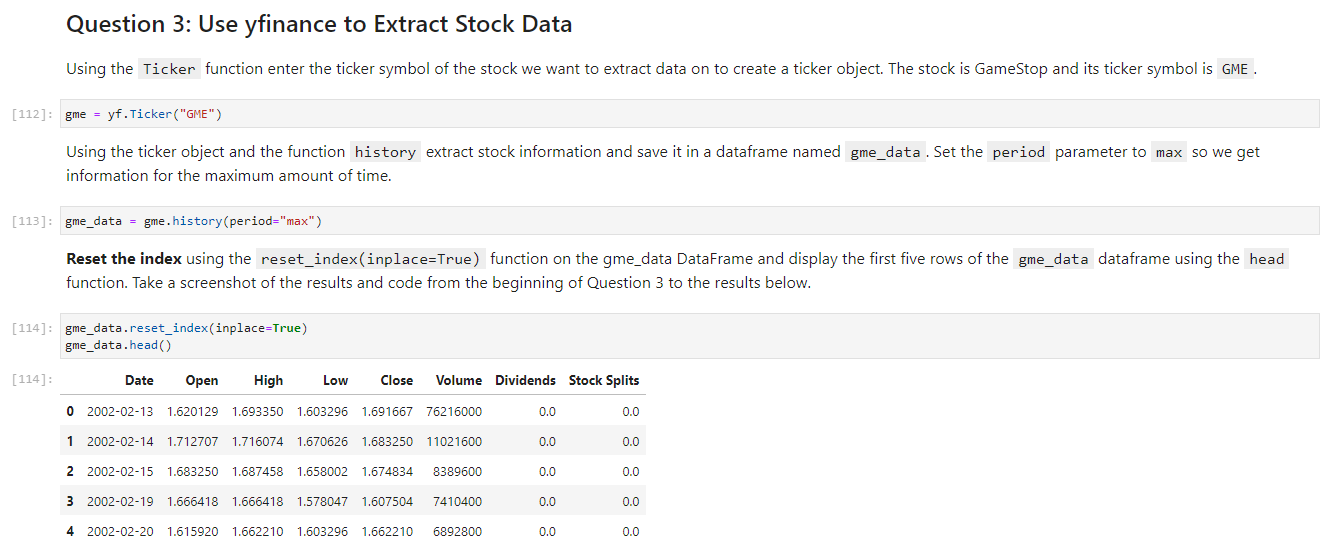 Question 3: Use yfinance to Extract Stock Data
Using the Ticker function enter the ticker symbol of the stock we want to extract data on to create a ticker object. The stock is GameStop and its ticker symbol is GME.
[112]: gme = yf.Ticker("GME")
Using the ticker object and the function history extract stock information and save it in a dataframe named gme_data. Set the period parameter to max so we get
information for the maximum amount of time.
[113]: gme_data = gme.history(period="max")
Reset the index using the reset_index(inplace=True) function on the gme_data DataFrame and display the first five rows of the gme_data dataframe using the head
function. Take a screenshot of the results and code from the beginning of Question 3 to the results below.
[114]: gme_data.reset_index(inplace=True)
gme_data.head()
[114]: Date Open High Low Close Volume Dividends Stock Splits
0 2002-02-13 1.620129 1.693350 1.603296 1.691667 76216000 0.0 0.0
1 2002-02-14 1.712707 1.716074 1.670626 1.683250 11021600 0.0 0.0
2 2002-02-15 1.683250 1.687458 1.658002 1.674834 8389600 0.0 0.0
3 2002-02-19 1.666418 1.666418 1.578047 1.607504 7410400 0.0 0.0
4 2002-02-20 1.615920 1.662210 1.603296 1.662210 6892800 0.0 0.0